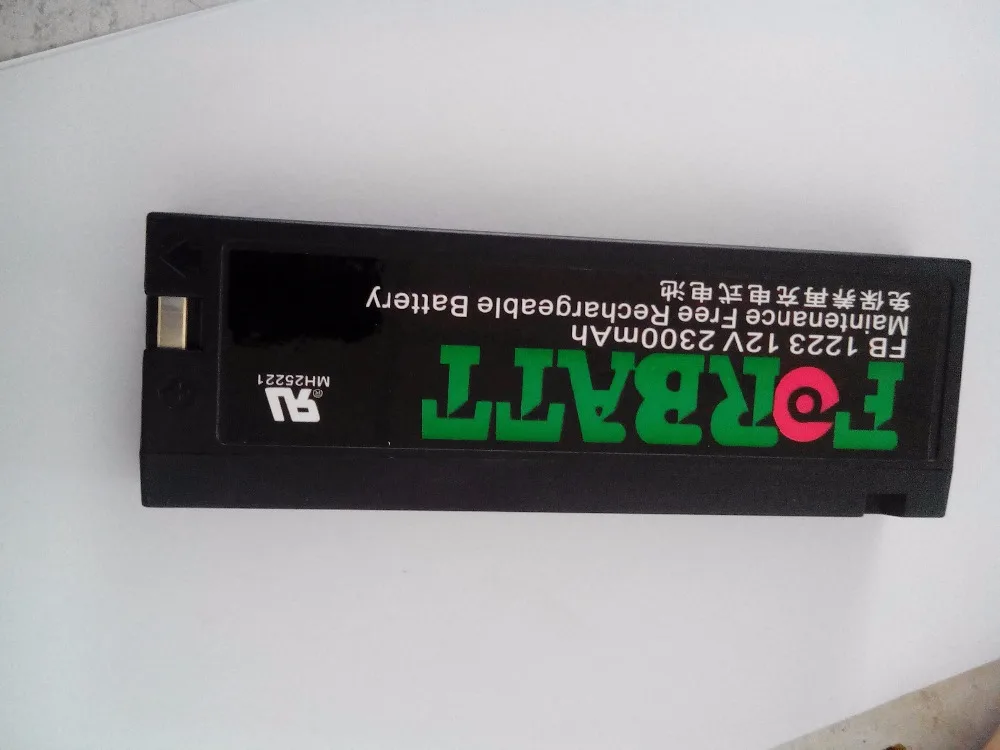 FORBATT
FB 1223 12V 2300mAh
Maintenance Free Rechargeable Battery
免保养再充电式电池
RU®
MH25221
+